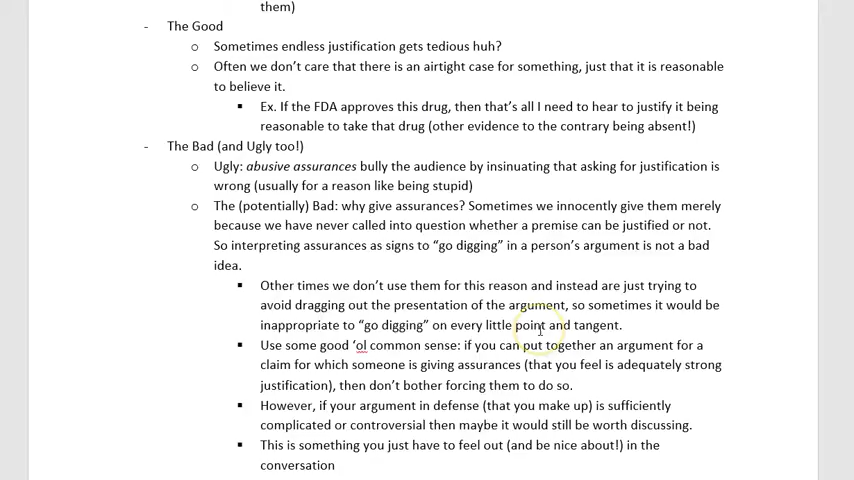 them)
- The Good
o Sometimes endless justification gets tedious huh?
o Often we don’t care that there is an airtight case for something, just that it is reasonable
to believe it.
▪ Ex. If the FDA approves this drug, then that’s all I need to hear to justify it being
reasonable to take that drug (other evidence to the contrary being absent!)
- The Bad (and Ugly too!)
o Ugly: abusive assurances bully the audience by insinuating that asking for justification is
wrong (usually for a reason like being stupid)
o The (potentially) Bad: why give assurances? Sometimes we innocently give them merely
because we have never called into question whether a premise can be justified or not.
So interpreting assurances as signs to “go digging” in a person’s argument is not a bad
idea.
▪ Other times we don’t use them for this reason and instead are just trying to
avoid dragging out the presentation of the argument, so sometimes it would be
inappropriate to “go digging” on every little point and tangent.
▪ Use some good ‘ol common sense: if you can put together an argument for a
claim for which someone is giving assurances (that you feel is adequately strong
justification), then don’t bother forcing them to do so.
▪ However, if your argument in defense (that you make up) is sufficiently
complicated or controversial then maybe it would still be worth discussing.
▪ This is something you just have to feel out (and be nice about!) in the
conversation